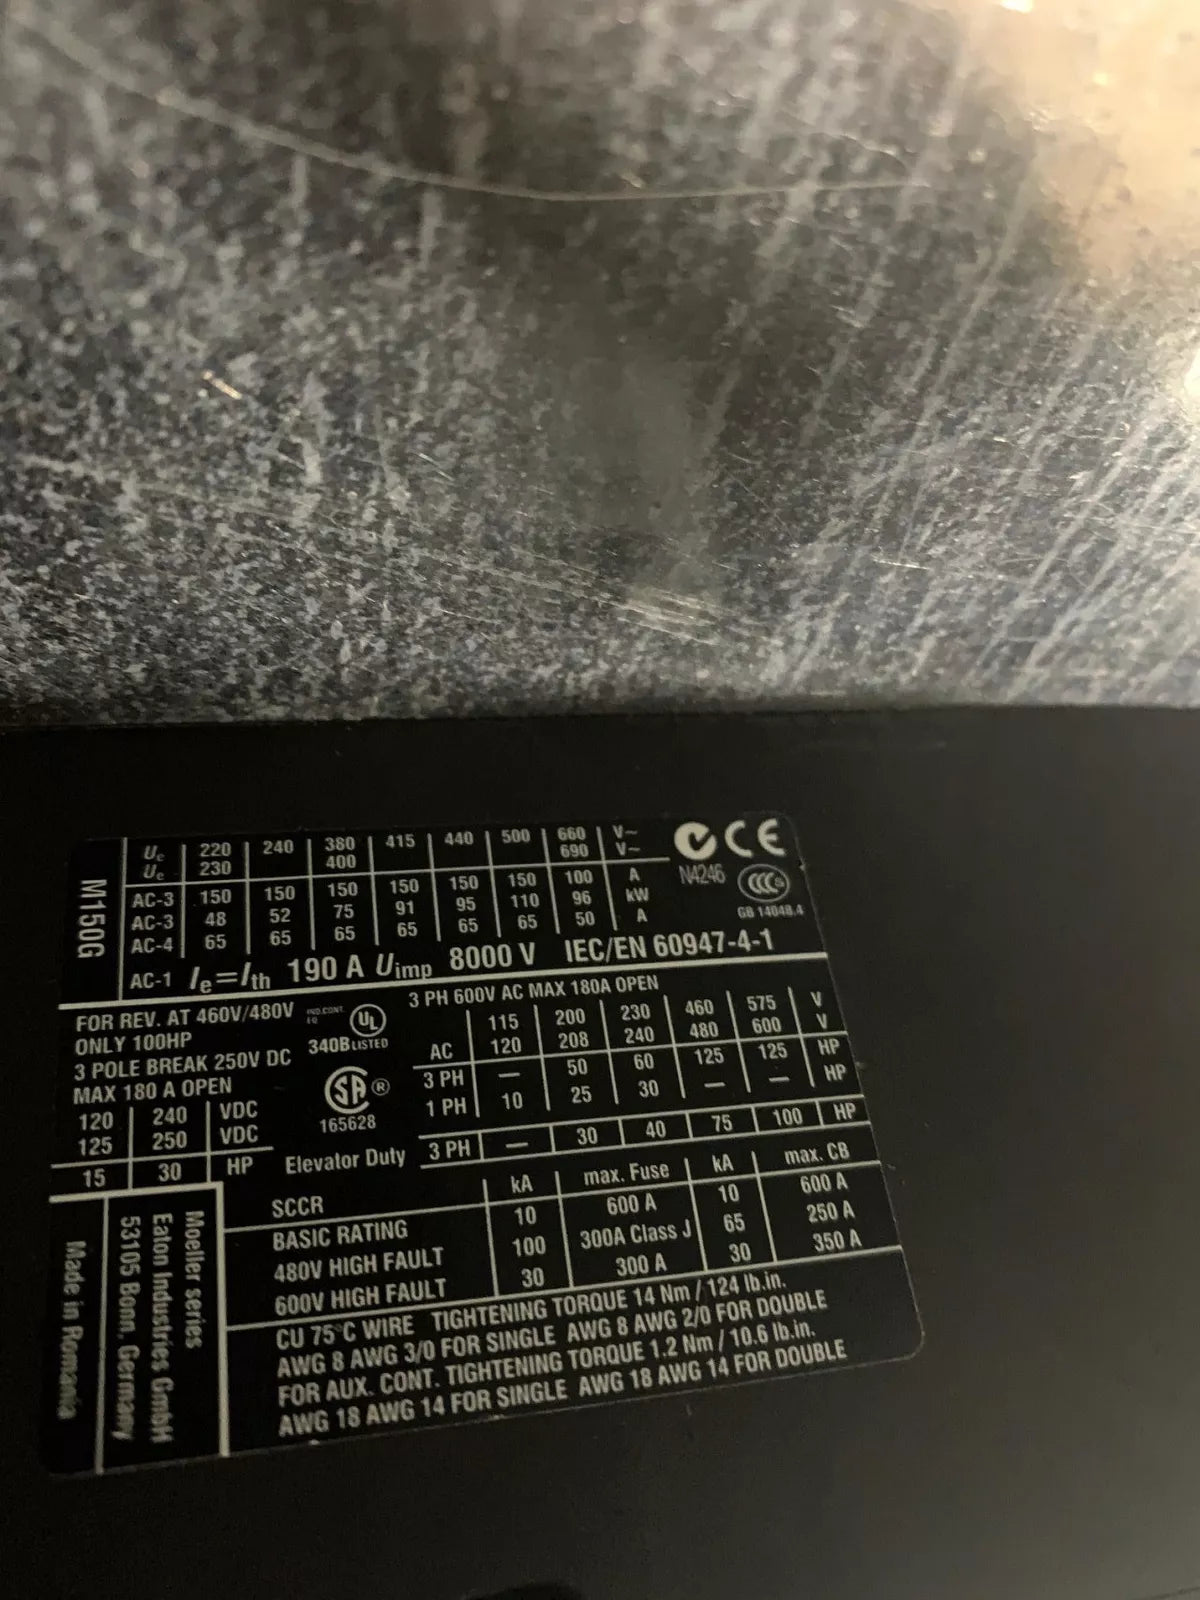 M150G
Ue 220 240 380 415 440 500 660 V~
Ue 230 400 690 V~
AC-3 150 150 150 150 150 150 100 A
AC-3 48 52 75 91 95 110 96 kW
AC-4 65 65 65 65 65 65 50 A
AC-1 Ie=Ith 190 A Uimp 8000 V IEC/EN 60947-4-1
CE
N4246 CCC
GB 14048.4
FOR REV. AT 460V/480V
ONLY 100HP
3 POLE BREAK 250V DC
MAX 180 A OPEN
120 240 VDC
125 250 VDC
15 30 HP
IND.CONT.
EQ.
UL
340B LISTED
SA ®
165628
3 PH 600V AC MAX 180A OPEN
115 200 230 460 575 V
AC 120 208 240 480 600 V
3 PH — 50 60 125 125 HP
1 PH 10 25 30 — — HP
Elevator Duty 3 PH — 30 40 75 100 HP
SCCR kA max. Fuse kA max. CB
BASIC RATING 10 600 A 10 600 A
480V HIGH FAULT 100 300A Class J 65 250 A
600V HIGH FAULT 30 300 A 30 350 A
CU 75°C WIRE TIGHTENING TORQUE 14 Nm / 124 lb.in.
AWG 8 AWG 3/0 FOR SINGLE AWG 8 AWG 2/0 FOR DOUBLE
FOR AUX. CONT. TIGHTENING TORQUE 1.2 Nm / 10.6 lb.in.
AWG 18 AWG 14 FOR SINGLE AWG 18 AWG 14 FOR DOUBLE
Moeller series
Eaton Industries GmbH
53105 Bonn, Germany
Made in Romania